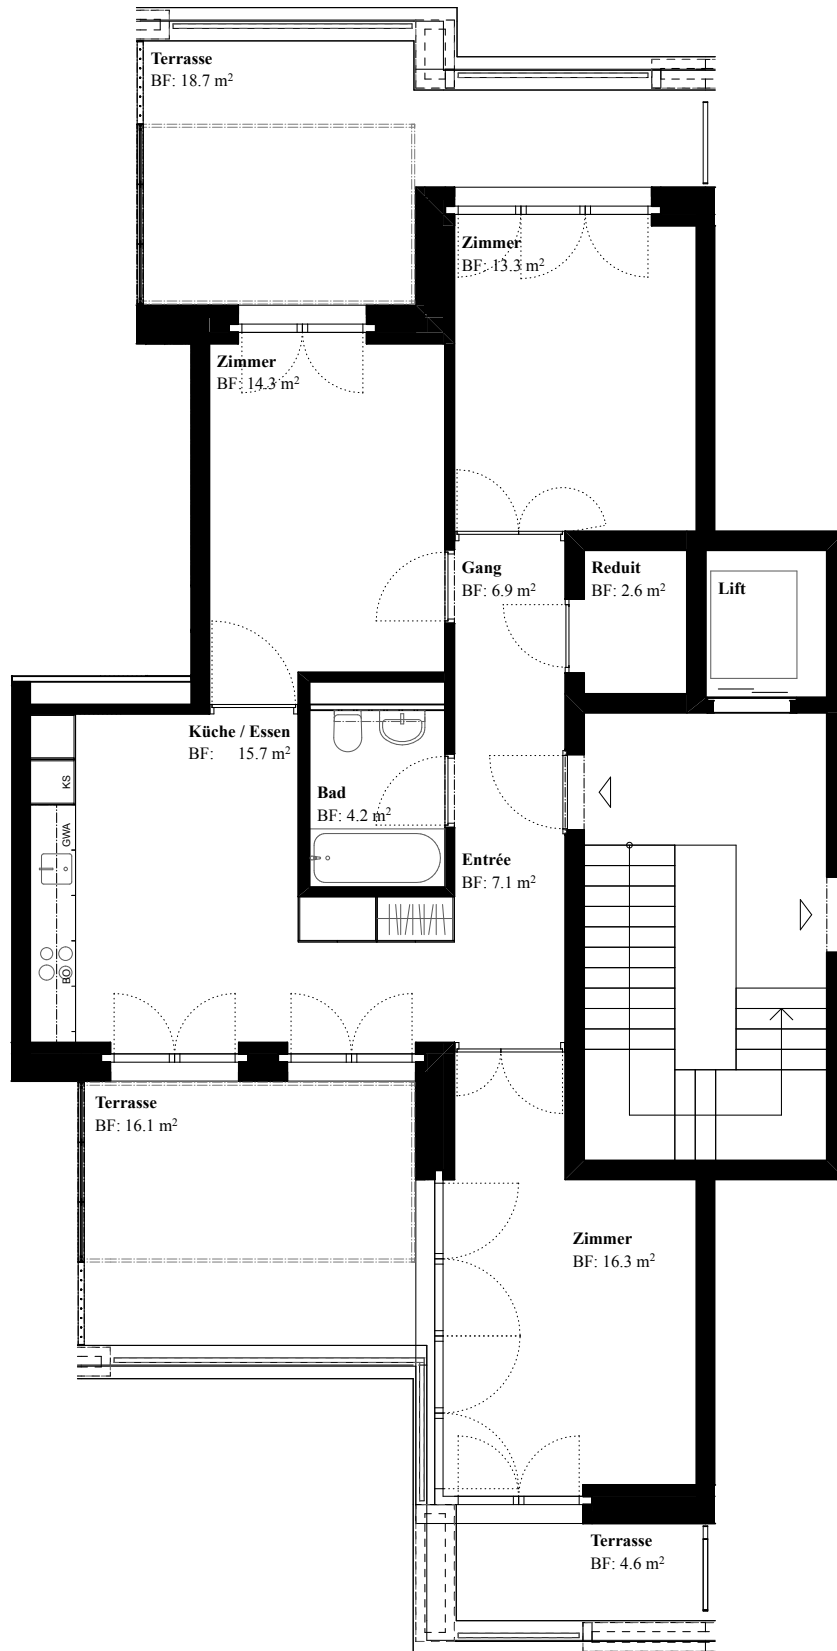 Terrasse
BF: 18.7 m²
Zimmer
BF: 13.3 m²
Zimmer
BF: 14.3 m²
Gang
BF: 6.9 m²
Reduit
BF: 2.6 m²
Lift
Küche / Essen
BF: 15.7 m²
KS
GWA
BO
Bad
BF: 4.2 m²
Entrée
BF: 7.1 m²
Terrasse
BF: 16.1 m²
Zimmer
BF: 16.3 m²
Terrasse
BF: 4.6 m²